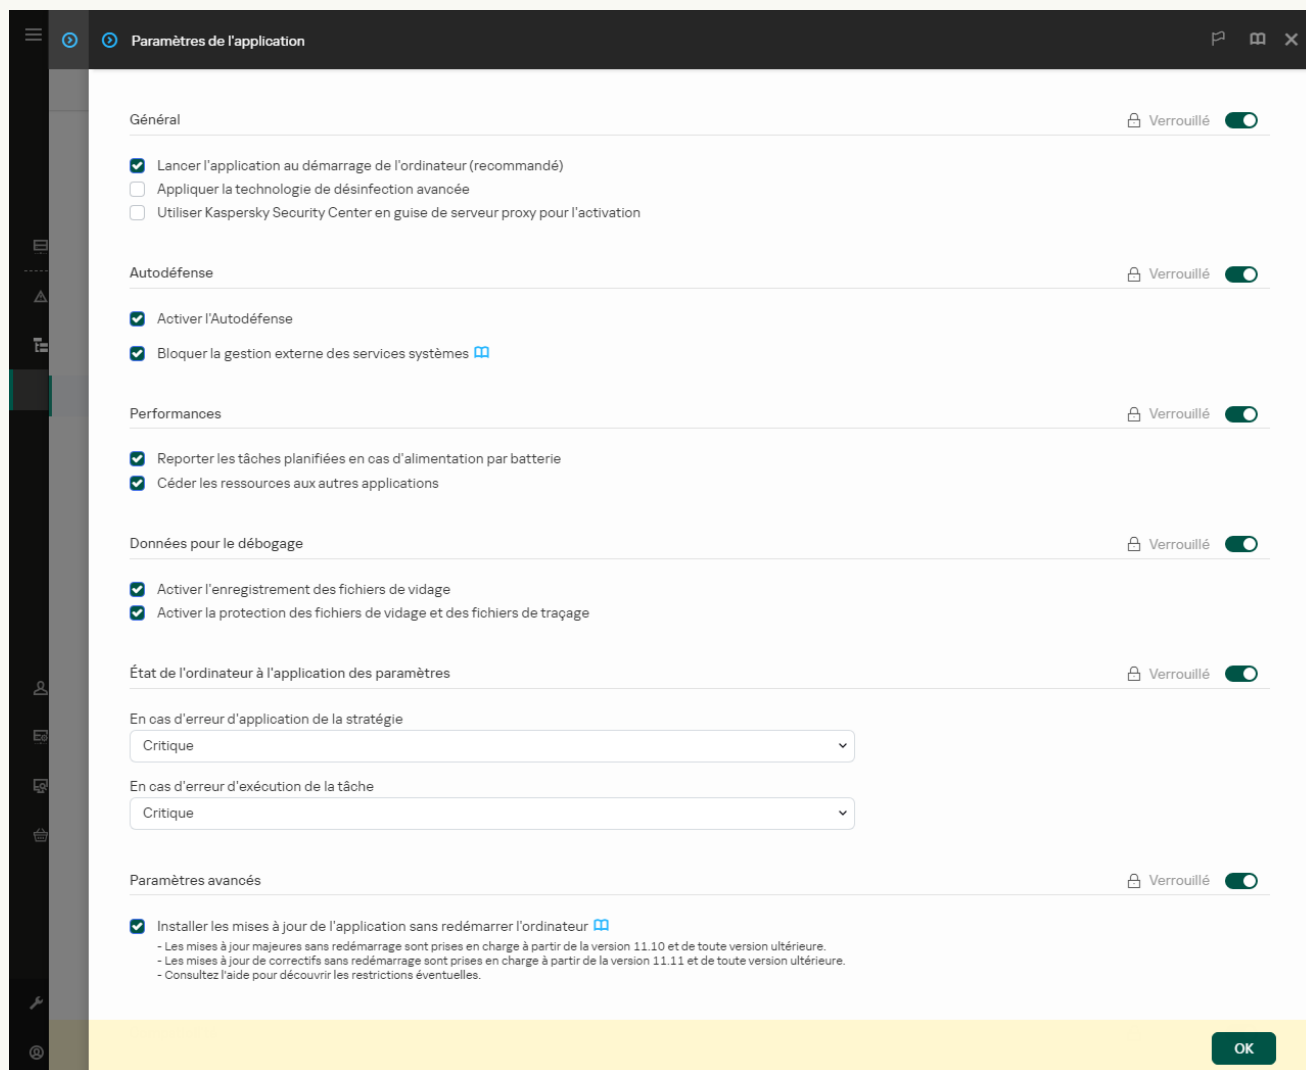 Paramètres de l'application
Général
Verrouillé
Lancer l'application au démarrage de l'ordinateur (recommandé)
Appliquer la technologie de désinfection avancée
Utiliser Kaspersky Security Center en guise de serveur proxy pour l'activation
Autodéfense
Verrouillé
Activer l'Autodéfense
Bloquer la gestion externe des services systèmes
Performances
Verrouillé
Reporter les tâches planifiées en cas d'alimentation par batterie
Céder les ressources aux autres applications
Données pour le débogage
Verrouillé
Activer l'enregistrement des fichiers de vidage
Activer la protection des fichiers de vidage et des fichiers de traçage
État de l'ordinateur à l'application des paramètres
Verrouillé
En cas d'erreur d'application de la stratégie
Critique
En cas d'erreur d'exécution de la tâche
Critique
Paramètres avancés
Verrouillé
Installer les mises à jour de l'application sans redémarrer l'ordinateur
- Les mises à jour majeures sans redémarrage sont prises en charge à partir de la version 11.10 et de toute version ultérieure.
- Les mises à jour de correctifs sans redémarrage sont prises en charge à partir de la version 11.11 et de toute version ultérieure.
- Consultez l'aide pour découvrir les restrictions éventuelles.
OK